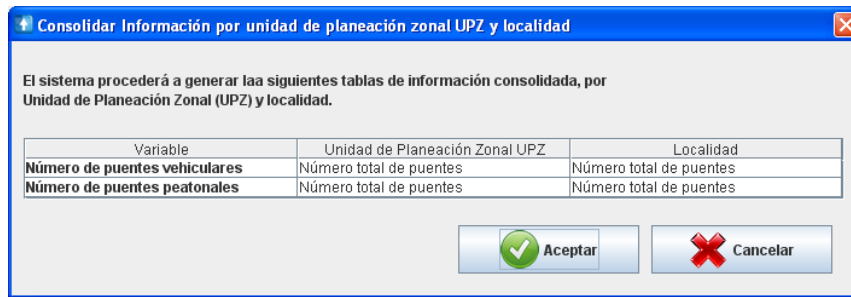 Consolidar Información por unidad de planeación zonal UPZ y localidad
El sistema procederá a generar laa siguientes tablas de información consolidada, por
Unidad de Planeación Zonal (UPZ) y localidad.
Variable Unidad de Planeación Zonal UPZ Localidad
Número de puentes vehiculares Número total de puentes Número total de puentes
Número de puentes peatonales Número total de puentes Número total de puentes
Aceptar Cancelar